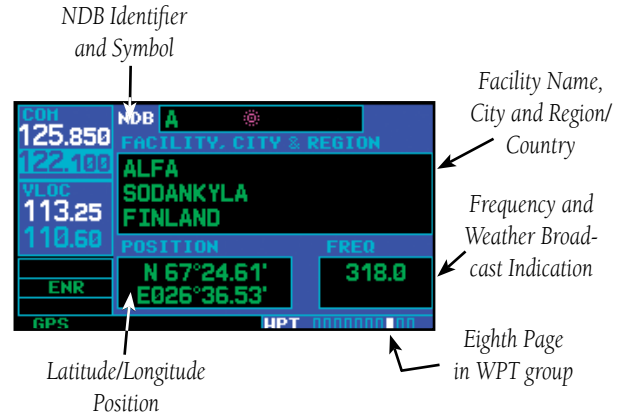 NDB Identifier
and Symbol
Facility Name,
City and Region/
Country
COM
125.850
122.100
VLOC
113.25
110.60
ENR
GPS
NDB A
FACILITY, CITY & REGION
ALFA
SODANKYLA
FINLAND
POSITION
N 67°24.61'
E026°36.53'
FREQ
318.0
WPT
Frequency and
Weather Broad-
cast Indication
Latitude/Longitude
Position
Eighth Page
in WPT group